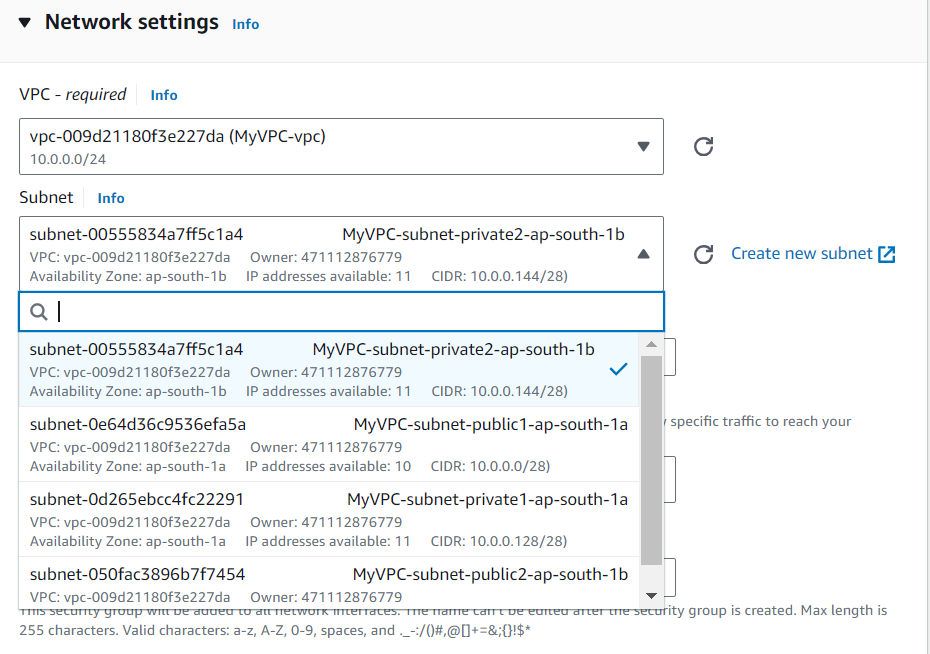 Network settings Info
VPC - required Info
vpc-009d21180f3e227da (MyVPC-vpc)
10.0.0.0/24
Subnet Info
subnet-00555834a7ff5c1a4 MyVPC-subnet-private2-ap-south-1b
VPC: vpc-009d21180f3e227da Owner: 471112876779
Availability Zone: ap-south-1b IP addresses available: 11 CIDR: 10.0.0.144/28)
Create new subnet
subnet-00555834a7ff5c1a4 MyVPC-subnet-private2-ap-south-1b
VPC: vpc-009d21180f3e227da Owner: 471112876779
Availability Zone: ap-south-1b IP addresses available: 11 CIDR: 10.0.0.144/28)
subnet-0e64d36c9536efa5a MyVPC-subnet-public1-ap-south-1a
VPC: vpc-009d21180f3e227da Owner: 471112876779
Availability Zone: ap-south-1a IP addresses available: 10 CIDR: 10.0.0.0/28)
specific traffic to reach your
subnet-0d265ebcc4fc22291 MyVPC-subnet-private1-ap-south-1a
VPC: vpc-009d21180f3e227da Owner: 471112876779
Availability Zone: ap-south-1a IP addresses available: 11 CIDR: 10.0.0.128/28)
subnet-050fac3896b7f7454 MyVPC-subnet-public2-ap-south-1b
VPC: vpc-009d21180f3e227da Owner: 471112876779
This security group will be added to all network interfaces. The name can't be edited after the security group is created. Max length is
255 characters. Valid characters: a-z, A-Z, 0-9, spaces, and ._-:/()#,@[]+=&;{}!$*